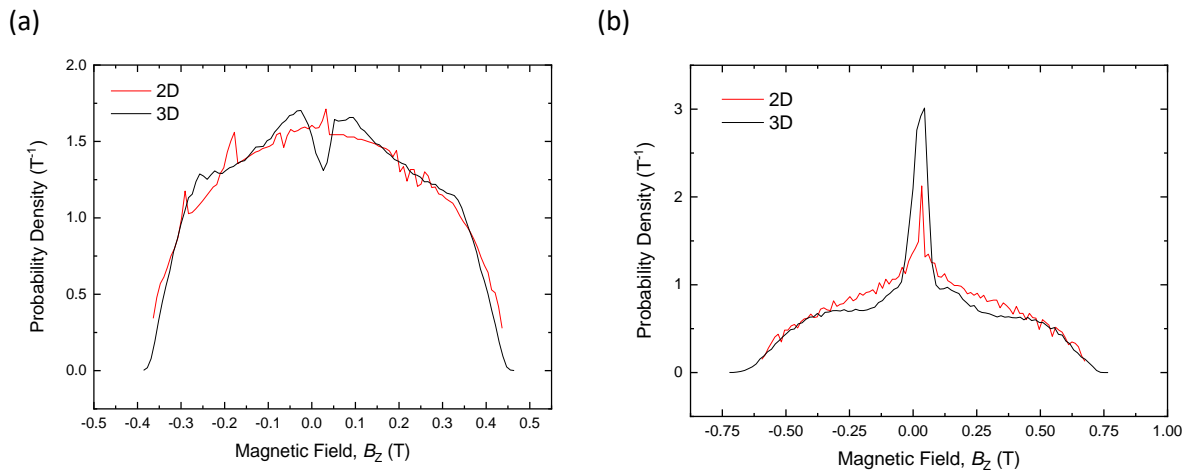 (a)
2D
3D
Probability Density (T⁻¹)
2.0
1.5
1.0
0.5
0.0
-0.5 -0.4 -0.3 -0.2 -0.1 0.0 0.1 0.2 0.3 0.4 0.5
Magnetic Field, B_Z (T)
(b)
2D
3D
Probability Density (T⁻¹)
3
2
1
0
-0.75 -0.50 -0.25 0.00 0.25 0.50 0.75 1.00
Magnetic Field, B_Z (T)